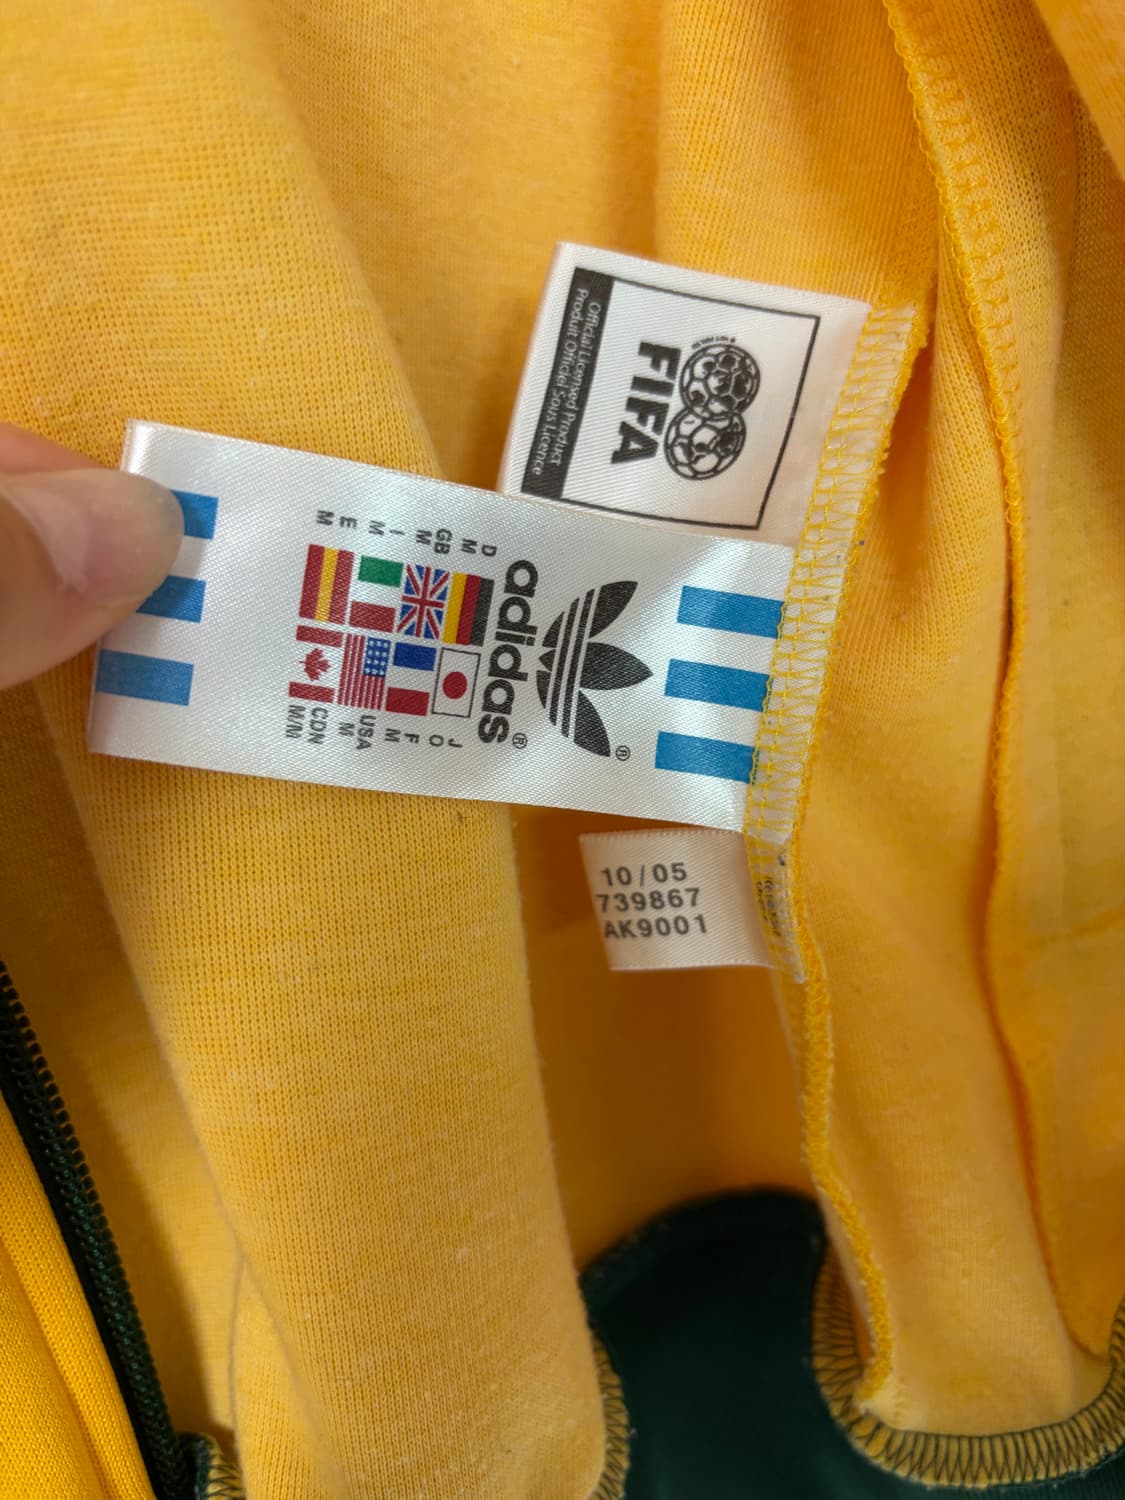 Official Licensed Product
Produit Officiel Sous Licence
FIFA
adidas®
D
M
GB
M
I
M
E
M
J
O
F
M
USA
M
CDN
M/M
®
10/05
739867
AK9001